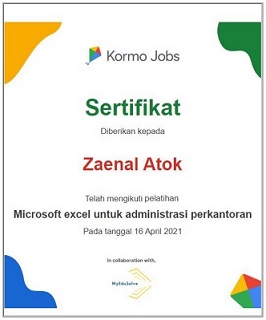 Kormo Jobs
Sertifikat
Diberikan kepada
Zaenal Atok
Telah mengikuti pelatihan
Microsoft excel untuk administrasi perkantoran
Pada tanggal 16 April 2021
In collaboration with,
MyEduSolve